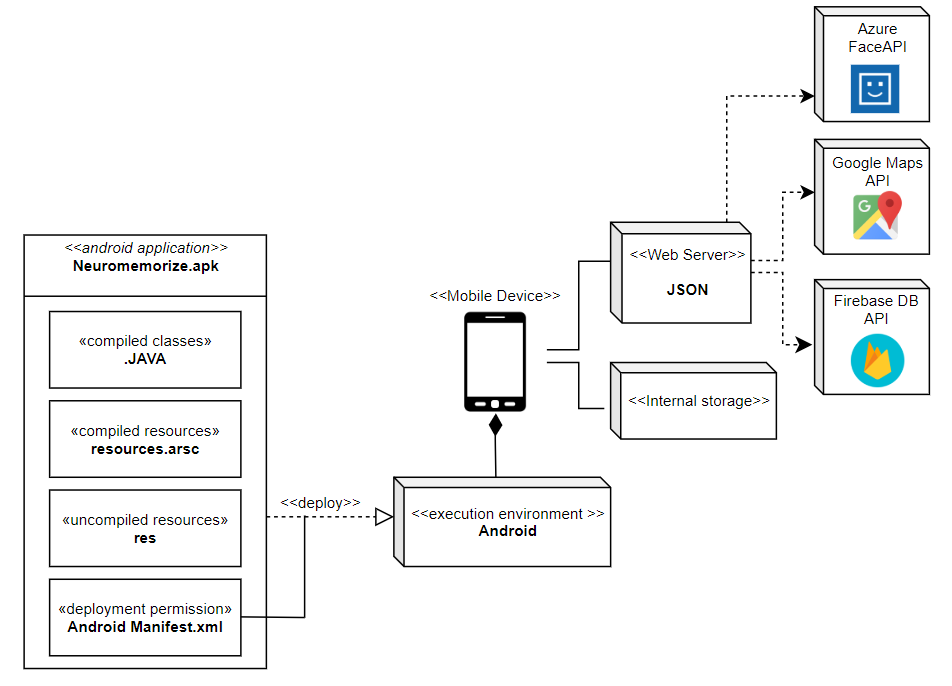 Azure
FaceAPI
Google Maps
API
G
Firebase DB
API
<<Web Server>>
JSON
<<Mobile Device>>
<<Internal storage>>
<<android application>>
Neuromemorize.apk
«compiled classes»
.JAVA
«compiled resources»
resources.arsc
«uncompiled resources»
res
«deployment permission»
Android Manifest.xml
<<deploy>>
<<execution environment >>
Android